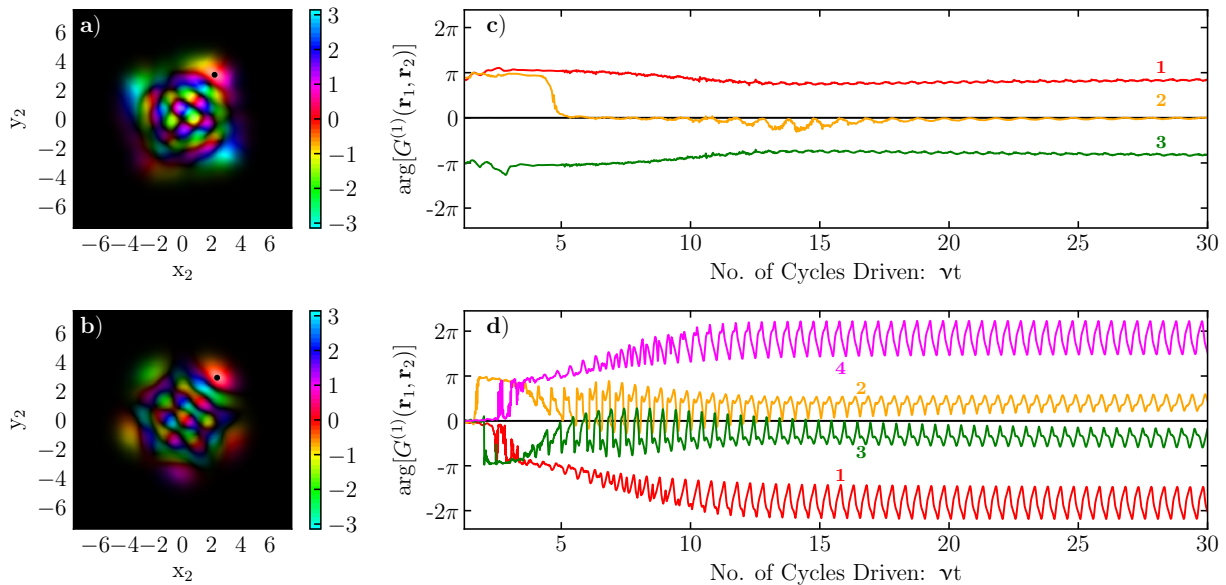 a)
6
4
2
0
−2
−4
−6
y₂
−6−4−2 0 2 4 6
x₂
3
2
1
0
−1
−2
−3
c)
2π
π
0
-π
-2π
arg[G⁽¹⁾(r₁, r₂)]
1
2
3
5 10 15 20 25 30
No. of Cycles Driven: νt
b)
6
4
2
0
−2
−4
−6
y₂
−6−4−2 0 2 4 6
x₂
3
2
1
0
−1
−2
−3
d)
2π
π
0
-π
-2π
arg[G⁽¹⁾(r₁, r₂)]
4
2
3
1
5 10 15 20 25 30
No. of Cycles Driven: νt